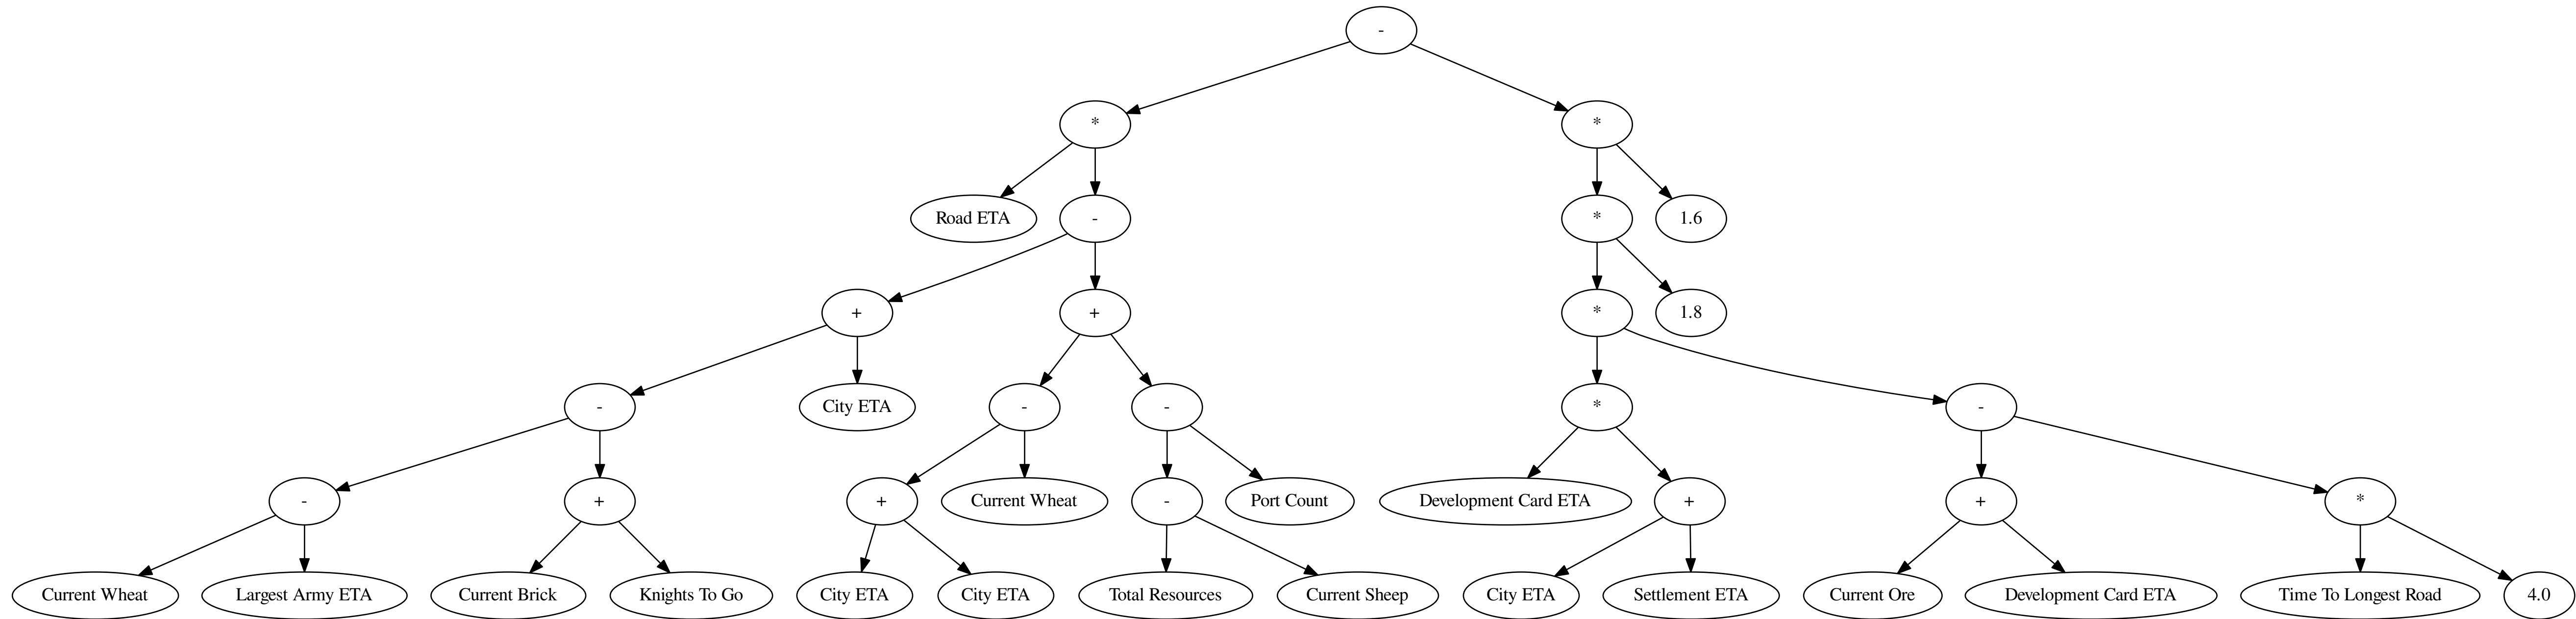 -
*
*
Road ETA
-
*
1.6
+
+
*
1.8
-
City ETA
-
-
*
-
-
+
+
Current Wheat
-
Port Count
Development Card ETA
+
+
*
Current Wheat
Largest Army ETA
Current Brick
Knights To Go
City ETA
City ETA
Total Resources
Current Sheep
City ETA
Settlement ETA
Current Ore
Development Card ETA
Time To Longest Road
4.0